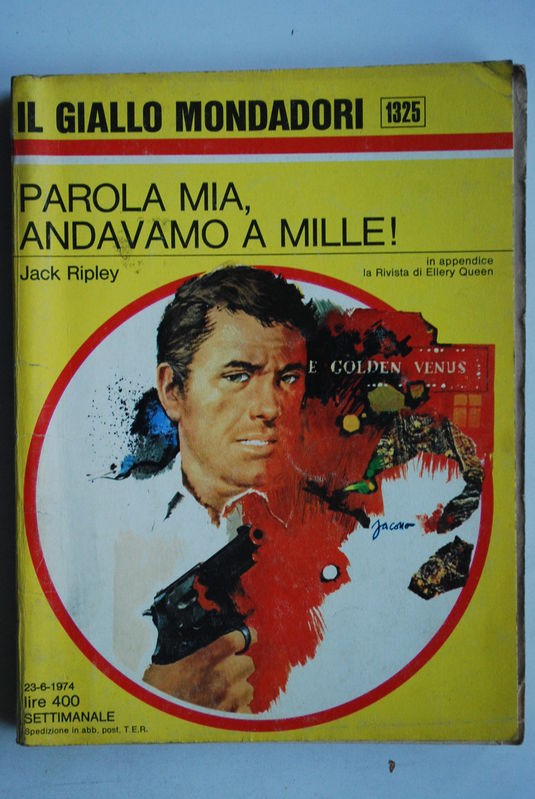 IL GIALLO MONDADORI 1325
PAROLA MIA,
ANDAVAMO A MILLE!
Jack Ripley
in appendice
la Rivista di Ellery Queen
E GOLDEN VENUS
Jacono
23-6-1974
lire 400
SETTIMANALE
Spedizione in abb. post. T.E.R.